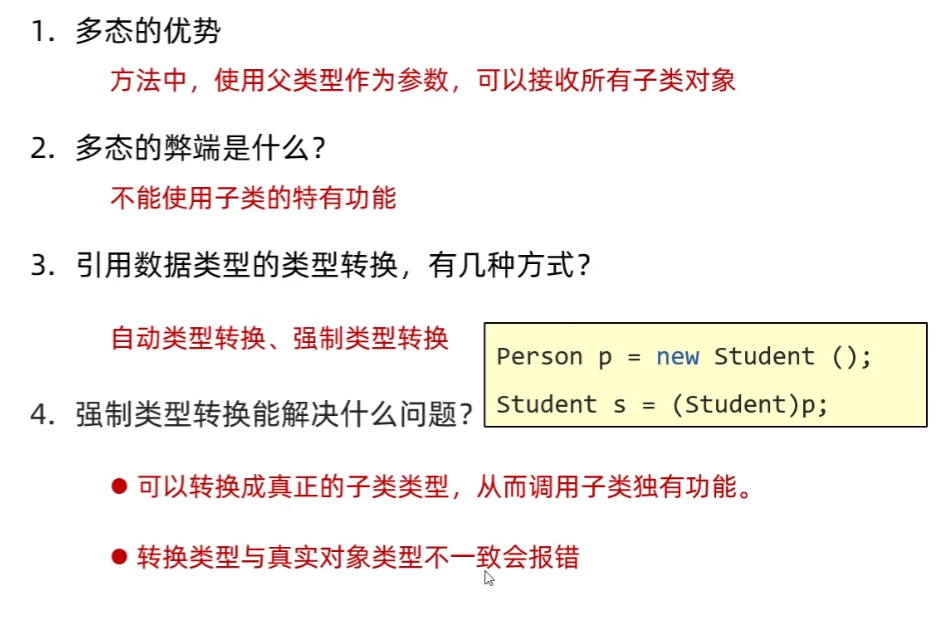 1. 多态的优势
方法中，使用父类型作为参数，可以接收所有子类对象
2. 多态的弊端是什么？
不能使用子类的特有功能
3. 引用数据类型的类型转换，有几种方式？
自动类型转换、强制类型转换
Person p = new Student ();
Student s = (Student)p;
4. 强制类型转换能解决什么问题？
● 可以转换成真正的子类类型，从而调用子类独有功能。
● 转换类型与真实对象类型不一致会报错